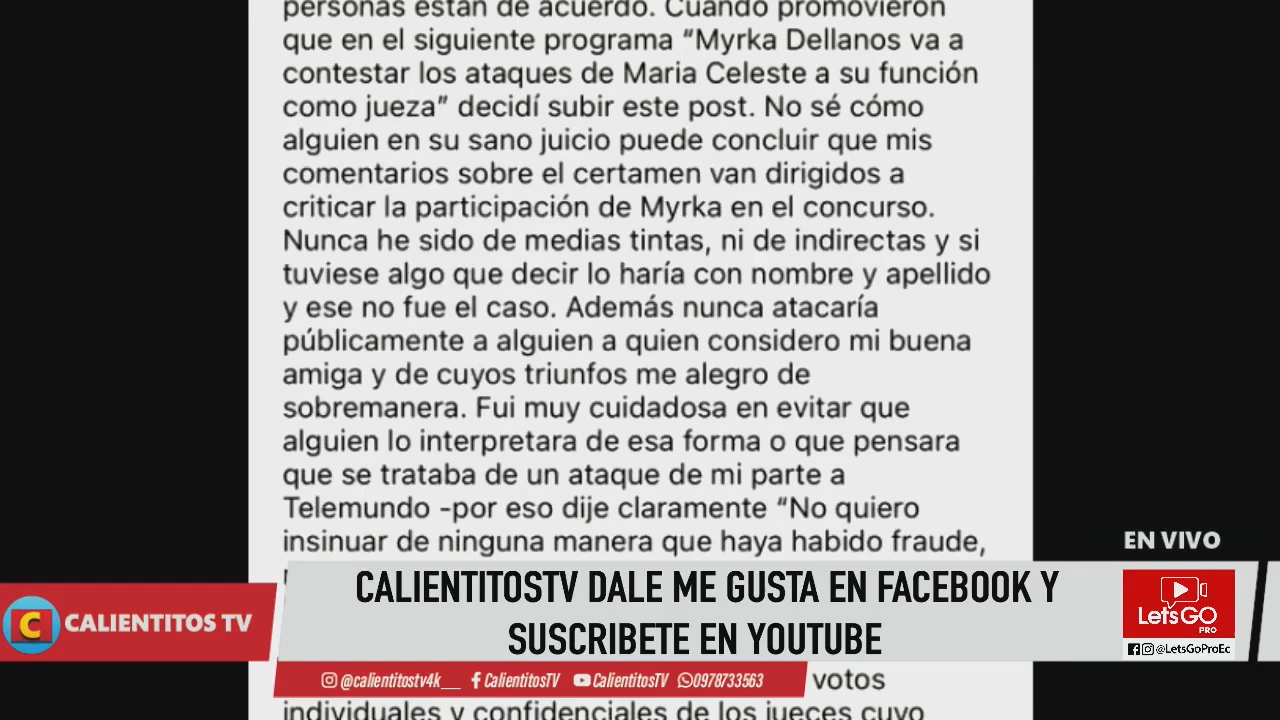 personas están de acuerdo. Cuando promovieron
que en el siguiente programa “Myrka Dellanos va a
contestar los ataques de Maria Celeste a su función
como jueza” decidí subir este post. No sé cómo
alguien en su sano juicio puede concluir que mis
comentarios sobre el certamen van dirigidos a
criticar la participación de Myrka en el concurso.
Nunca he sido de medias tintas, ni de indirectas y si
tuviese algo que decir lo haría con nombre y apellido
y ese no fue el caso. Además nunca atacaría
públicamente a alguien a quien considero mi buena
amiga y de cuyos triunfos me alegro de
sobremanera. Fui muy cuidadosa en evitar que
alguien lo interpretara de esa forma o que pensara
que se trataba de un ataque de mi parte a
Telemundo -por eso dije claramente “No quiero
insinuar de ninguna manera que haya habido fraude,
EN VIVO
C CALIENTITOS TV
CALIENTITOSTV DALE ME GUSTA EN FACEBOOK Y
SUSCRIBETE EN YOUTUBE
Let's GO
PRO
@LetsGoProEc
@calientitostv4k__ CalientitosTV CalientitosTV 0978733563
votos
individuales y confidenciales de los jueces cuyo